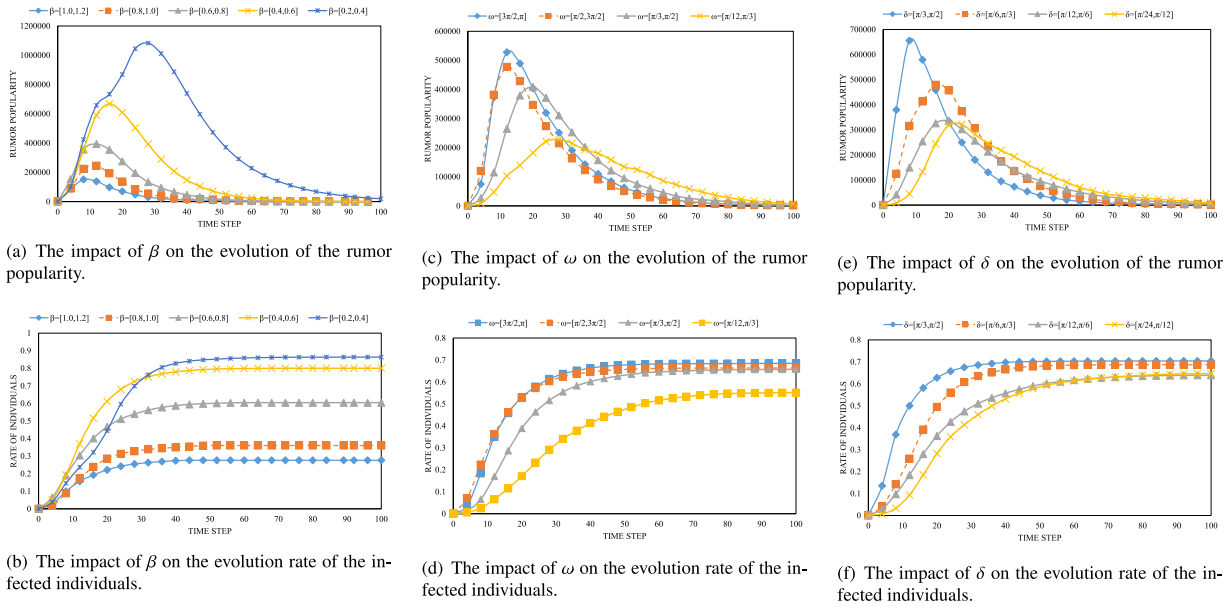 β=[1.0,1.2] β=[0.8,1.0] β=[0.6,0.8] β=[0.4,0.6] β=[0.2,0.4]
1200000
1000000
800000
600000
400000
200000
0
RUMOR POPULARITY
0 10 20 30 40 50 60 70 80 90 100
TIME STEP
(a) The impact of β on the evolution of the rumor
popularity.
β=[1.0,1.2] β=[0.8,1.0] β=[0.6,0.8] β=[0.4,0.6] β=[0.2,0.4]
1
0.9
0.8
0.7
0.6
0.5
0.4
0.3
0.2
0.1
0
RATE OF INDIVIDUALS
0 10 20 30 40 50 60 70 80 90 100
TIME STEP
(b) The impact of β on the evolution rate of the in-
fected individuals.
ω=[3π/2,π] ω=[π/2,3π/2] ω=[π/3,π/2] ω=[π/12,π/3]
600000
500000
400000
300000
200000
100000
0
RUMOR POPULARITY
0 10 20 30 40 50 60 70 80 90 100
TIME STEP
(c) The impact of ω on the evolution of the rumor
popularity.
ω=[3π/2,π] ω=[π/2,3π/2] ω=[π/3,π/2] ω=[π/12,π/3]
0.8
0.7
0.6
0.5
0.4
0.3
0.2
0.1
0
RATE OF INDIVIDUALS
0 10 20 30 40 50 60 70 80 90 100
TIME STEP
(d) The impact of ω on the evolution rate of the in-
fected individuals.
δ=[π/3,π/2] δ=[π/6,π/3] δ=[π/12,π/6] δ=[π/24,π/12]
700000
600000
500000
400000
300000
200000
100000
0
RUMOR POPULARITY
0 10 20 30 40 50 60 70 80 90 100
TIME STEP
(e) The impact of δ on the evolution of the rumor
popularity.
δ=[π/3,π/2] δ=[π/6,π/3] δ=[π/12,π/6] δ=[π/24,π/12]
0.8
0.7
0.6
0.5
0.4
0.3
0.2
0.1
0
RATE OF INDIVIDUALS
0 10 20 30 40 50 60 70 80 90 100
TIME STEP
(f) The impact of δ on the evolution rate of the in-
fected individuals.